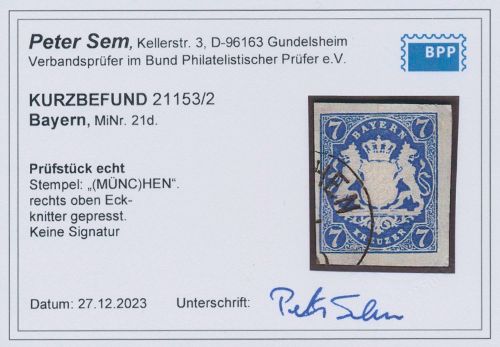 Peter Sem, Kellerstr. 3, D-96163 Gundelsheim
Verbandsprüfer im Bund Philatelistischer Prüfer e.V.
BPP
KURZBEFUND 21153/2
Bayern, MiNr. 21d.
Prüfstück echt
Stempel: „(MÜNC)HEN“.
rechts oben Eck-
knitter gepresst.
Keine Signatur
7 BAYERN 7
HEN
7 KREUZER 7
Datum: 27.12.2023 Unterschrift: Peter Sem